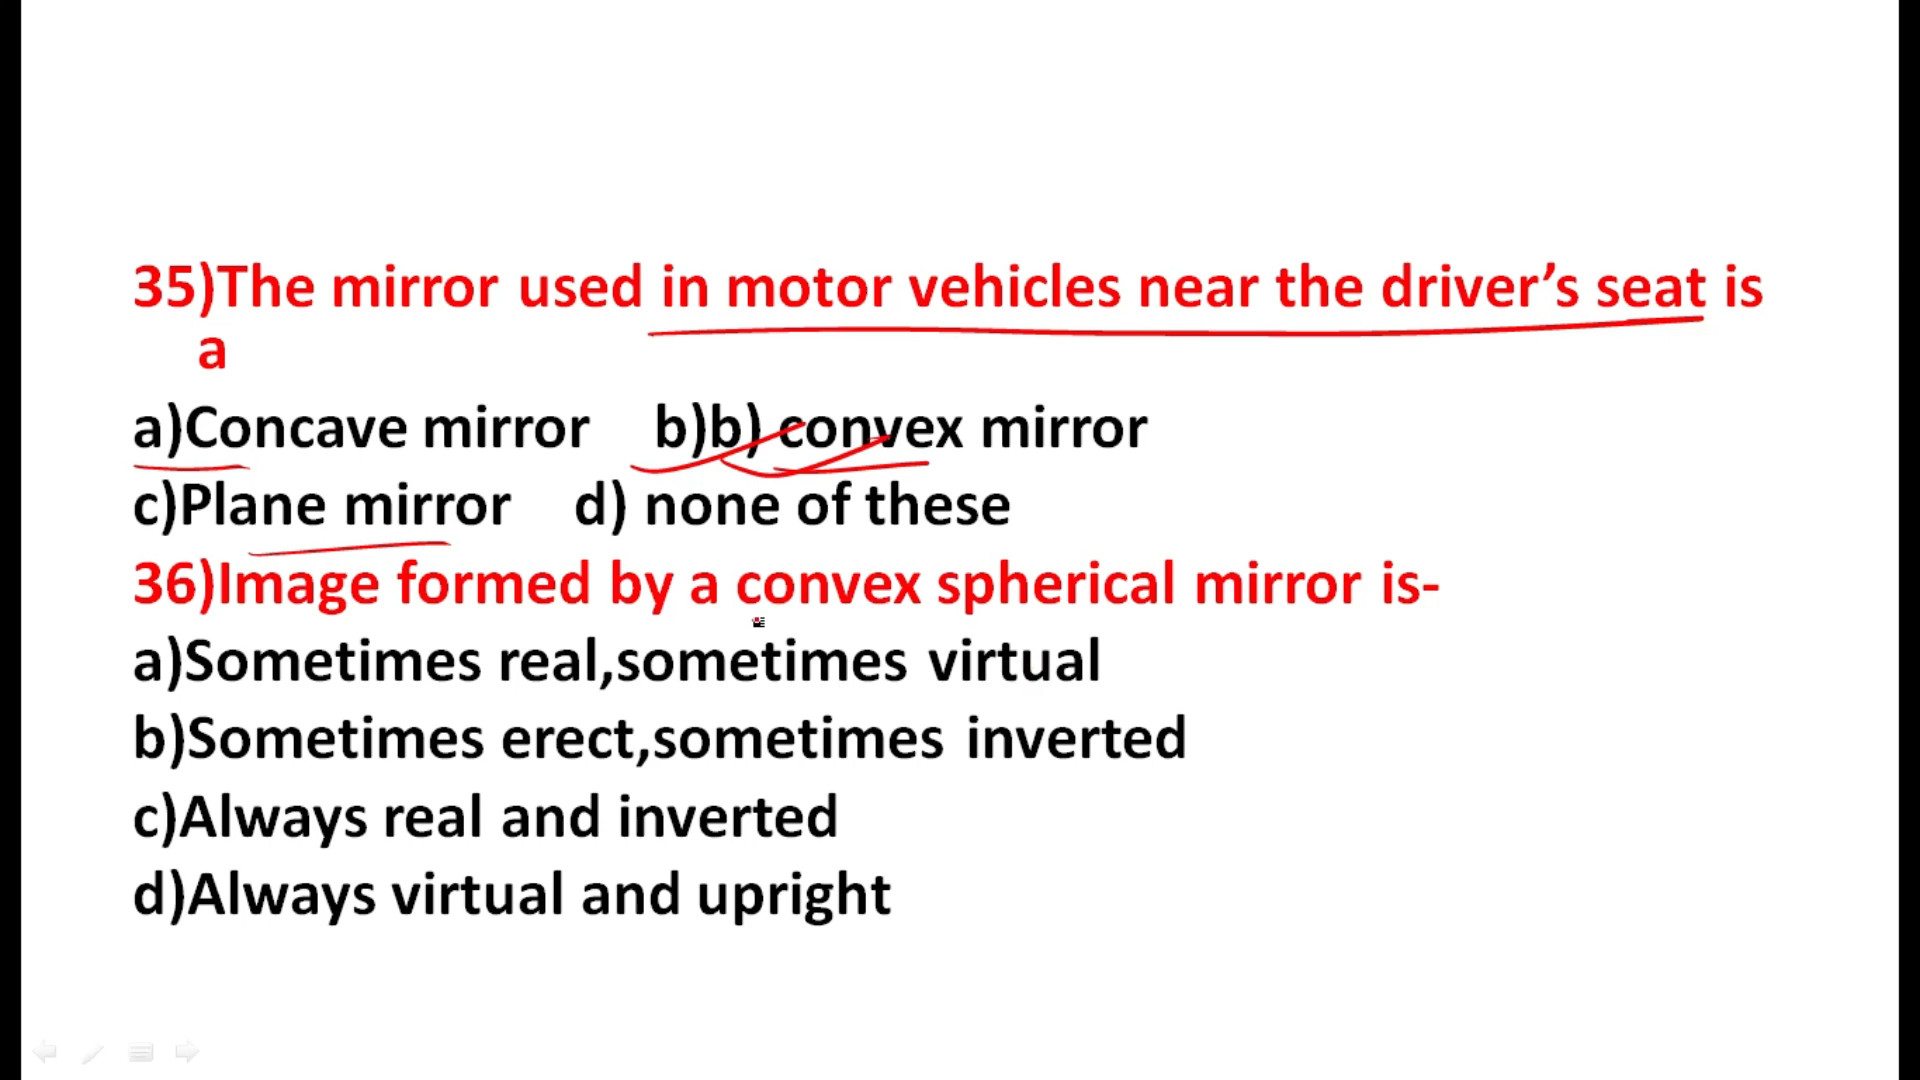 35)The mirror used in motor vehicles near the driver’s seat is
a
a)Concave mirror b)b) convex mirror
c)Plane mirror d) none of these
36)Image formed by a convex spherical mirror is-
a)Sometimes real,sometimes virtual
b)Sometimes erect,sometimes inverted
c)Always real and inverted
d)Always virtual and upright